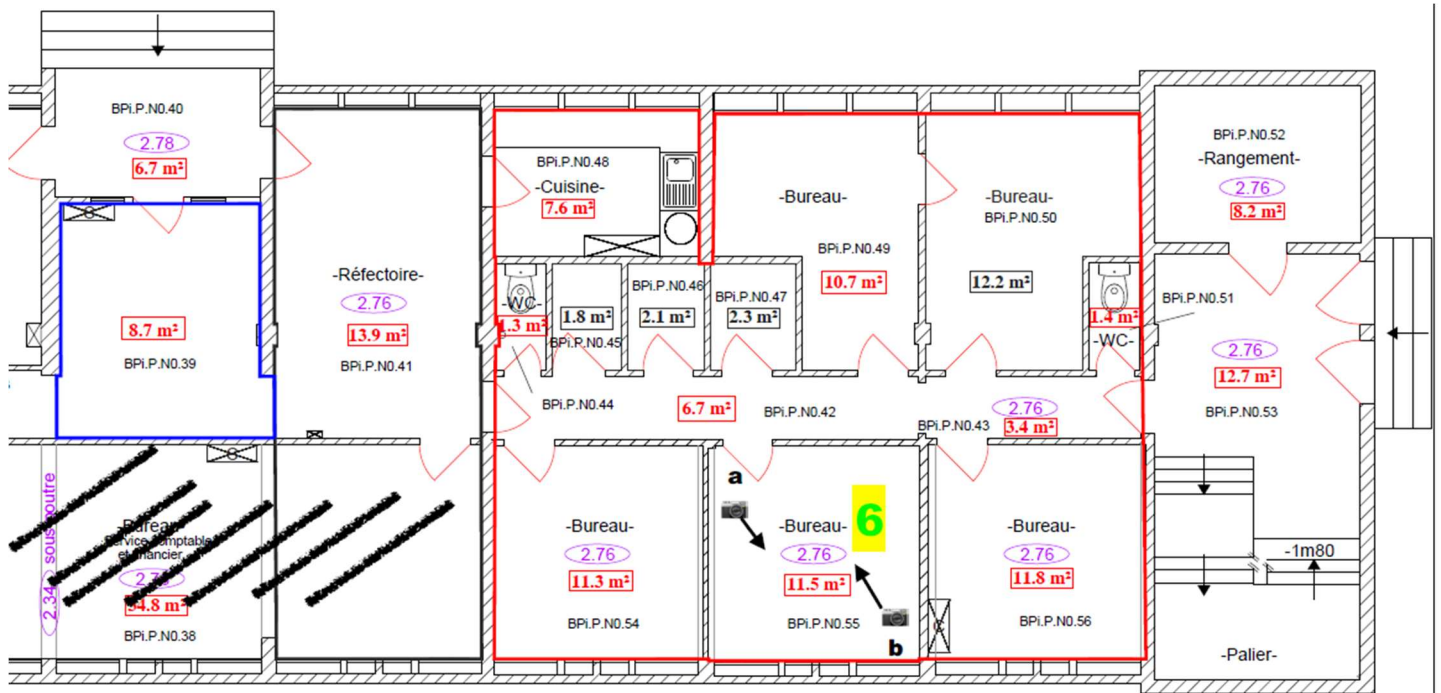 BPi.P.N0.40
2.78
6.7 m²
8.7 m²
BPi.P.N0.39
-Réfectoire-
2.76
13.9 m²
BPi.P.N0.41
BPi.P.N0.48
-Cuisine-
7.6 m²
-WC-
1.3 m²
BPi.P.N0.44
1.8 m²
BPi.P.N0.45
BPi.P.N0.46
2.1 m²
BPi.P.N0.47
2.3 m²
-Bureau-
BPi.P.N0.49
10.7 m²
-Bureau-
BPi.P.N0.50
12.2 m²
1.4 m²
-WC-
BPi.P.N0.51
BPi.P.N0.52
-Rangement-
2.76
8.2 m²
2.76
12.7 m²
BPi.P.N0.53
6.7 m²
BPi.P.N0.42
2.76
BPi.P.N0.43
3.4 m²
2.34 sous poutre
-Bureau-
Service comptable
et financier
BPi.P.N0.38
-Bureau-
2.76
11.3 m²
BPi.P.N0.54
a
-Bureau-
6
2.76
11.5 m²
BPi.P.N0.55
b
-Bureau-
2.76
11.8 m²
BPi.P.N0.56
-1m80
-Palier-